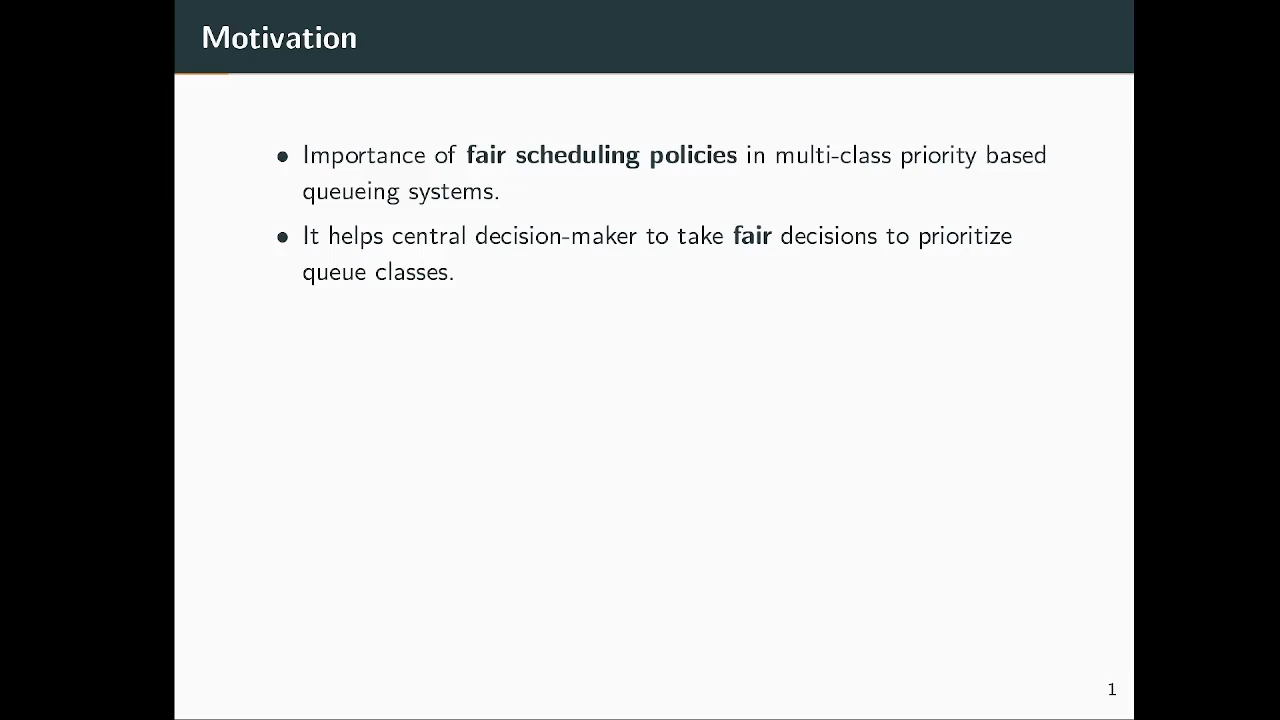 Motivation
• Importance of fair scheduling policies in multi-class priority based
queueing systems.
• It helps central decision-maker to take fair decisions to prioritize
queue classes.
1